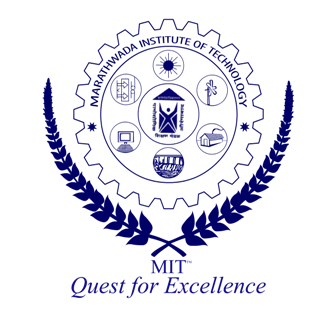 MARATHWADA INSTITUTE OF TECHNOLOGY
MIT™
Quest for Excellence